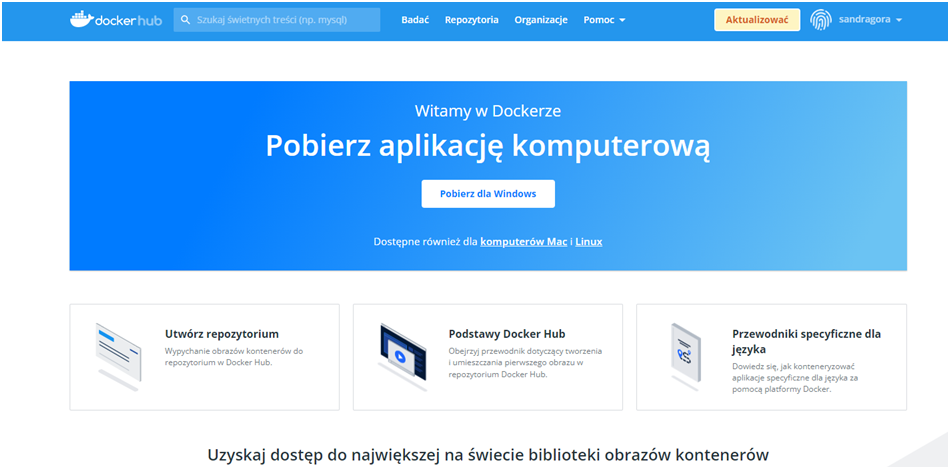 dockerhub
Szukaj świetnych treści (np. mysql)
Badać
Repozytoria
Organizacje
Pomoc
Aktualizować
sandragora
Witamy w Dockerze
Pobierz aplikację komputerową
Pobierz dla Windows
Dostępne również dla komputerów Mac i Linux
Utwórz repozytorium
Wypychanie obrazów kontenerów do
repozytorium w Docker Hub.
Podstawy Docker Hub
Obejrzyj przewodnik dotyczący tworzenia
i umieszczania pierwszego obrazu w
repozytorium Docker Hub.
Przewodniki specyficzne dla
języka
Dowiedz się, jak konteneryzować
aplikacje specyficzne dla języka za
pomocą platformy Docker.
Uzyskaj dostęp do największej na świecie biblioteki obrazów kontenerów